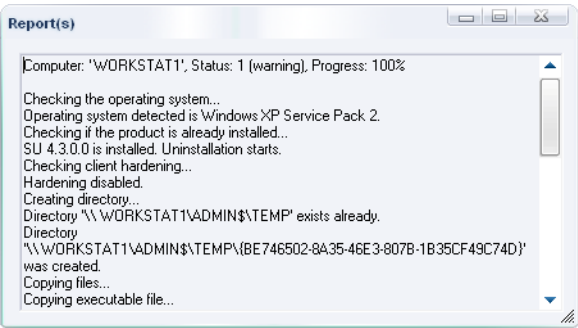 Report(s)
Computer: 'WORKSTAT1', Status: 1 (warning), Progress: 100%
Checking the operating system...
Operating system detected is Windows XP Service Pack 2.
Checking if the product is already installed...
SU 4.3.0.0 is installed. Uninstallation starts.
Checking client hardening...
Hardening disabled.
Creating directory...
Directory '\\ WORKSTAT1\ADMIN$\TEMP' exists already.
Directory
'\\WORKSTAT1\ADMIN$\TEMP\{BE746502-8A35-46E3-807B-1B35CF49C74D}'
was created.
Copying files...
Copying executable file...